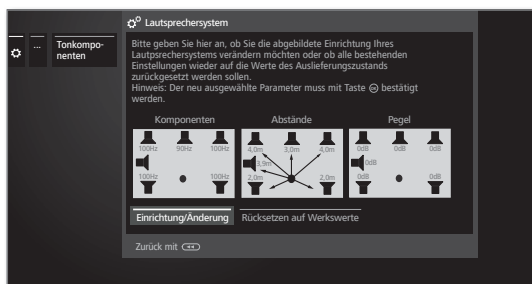 Lautsprechersystem
...
Tonkompo-
nenten
Bitte geben Sie hier an, ob Sie die abgebildete Einrichtung Ihres
Lautsprechersystems verändern möchten oder ob alle bestehenden
Einstellungen wieder auf die Werte des Auslieferungszustands
zurückgesetzt werden sollen.
Hinweis: Der neu ausgewählte Parameter muss mit Taste OK bestätigt
werden.
Komponenten Abstände Pegel
100Hz 90Hz 100Hz 4,0m 3,0m 4,0m 0dB 0dB 0dB
3,9m 0dB
100Hz 100Hz 2,0m 2,0m 0dB 0dB
Einrichtung/Änderung Rücksetzen auf Werkswerte
Zurück mit